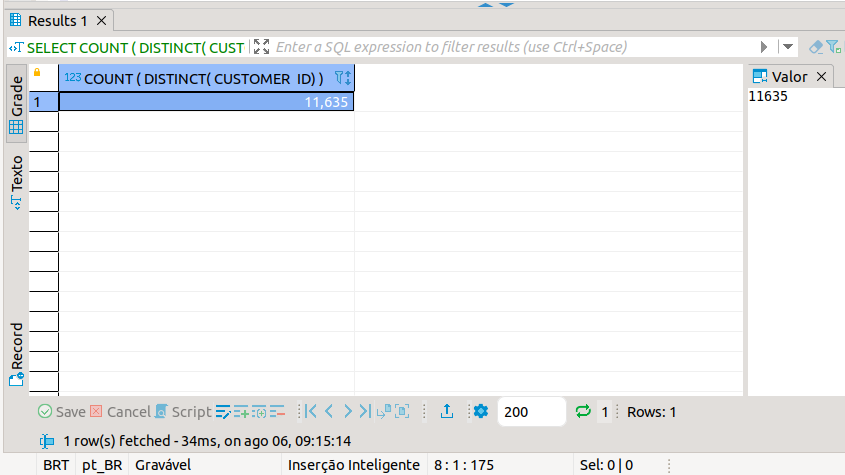 Results 1
SELECT COUNT ( DISTINCT( CUST
Enter a SQL expression to filter results (use Ctrl+Space)
Grade
Texto
Record
123 COUNT ( DISTINCT( CUSTOMER_ID) )
1 11,635
Valor
11635
Save Cancel Script 200 1 Rows: 1
1 row(s) fetched - 34ms, on ago 06, 09:15:14
BRT pt_BR Gravável Inserção Inteligente 8 : 1 : 175 Sel: 0 | 0